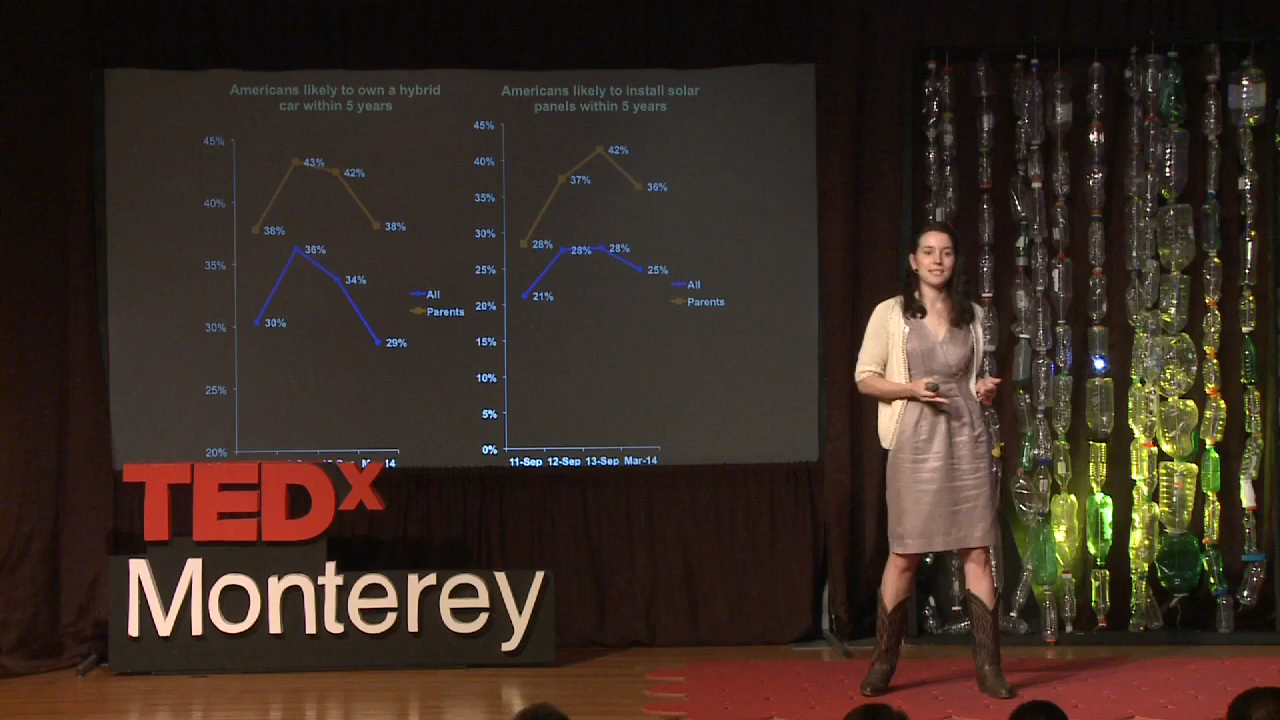 Americans likely to own a hybrid
car within 5 years
45%
40%
35%
30%
25%
20%
43%
42%
38%
38%
36%
34%
30%
29%
All
Parents
Americans likely to install solar
panels within 5 years
45%
40%
35%
30%
25%
20%
15%
10%
5%
0%
42%
37%
36%
28%
28%
28%
25%
21%
All
Parents
11-Sep 12-Sep 13-Sep Mar-14
TEDx
Monterey